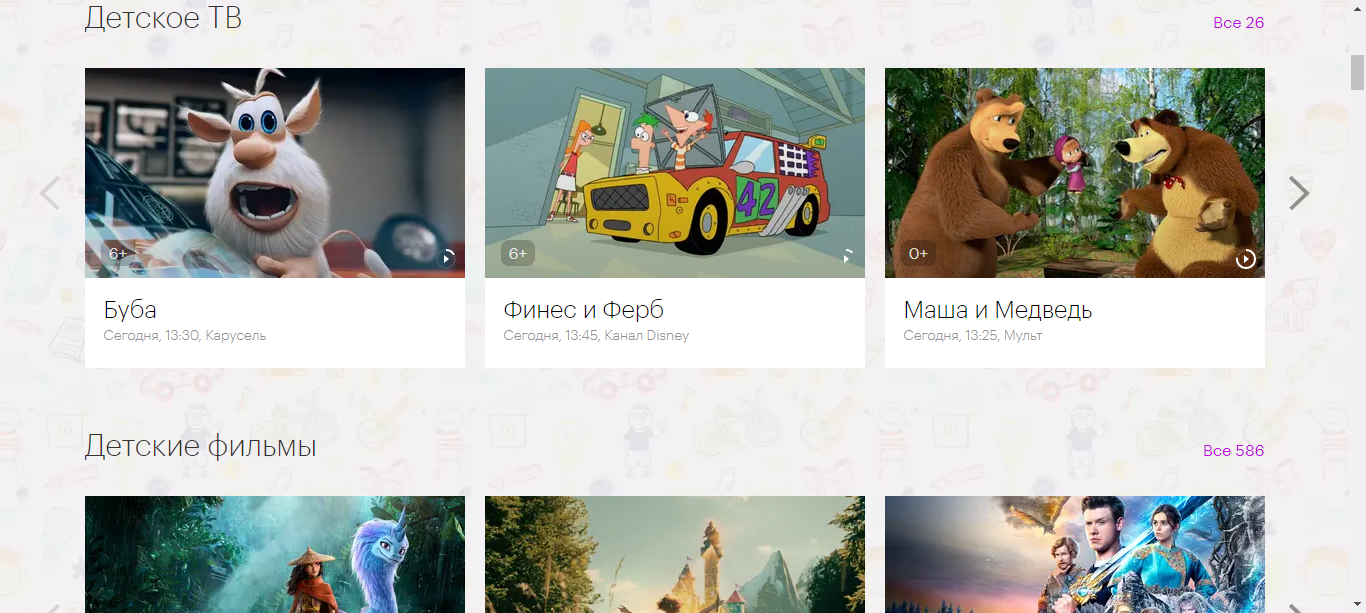 Детское ТВ
Все 26
6+
6+
42
0+
Буба
Сегодня, 13:30, Карусель
Финес и Ферб
Сегодня, 13:45, Канал Disney
Маша и Медведь
Сегодня, 13:25, Мульт
Детские фильмы
Все 586